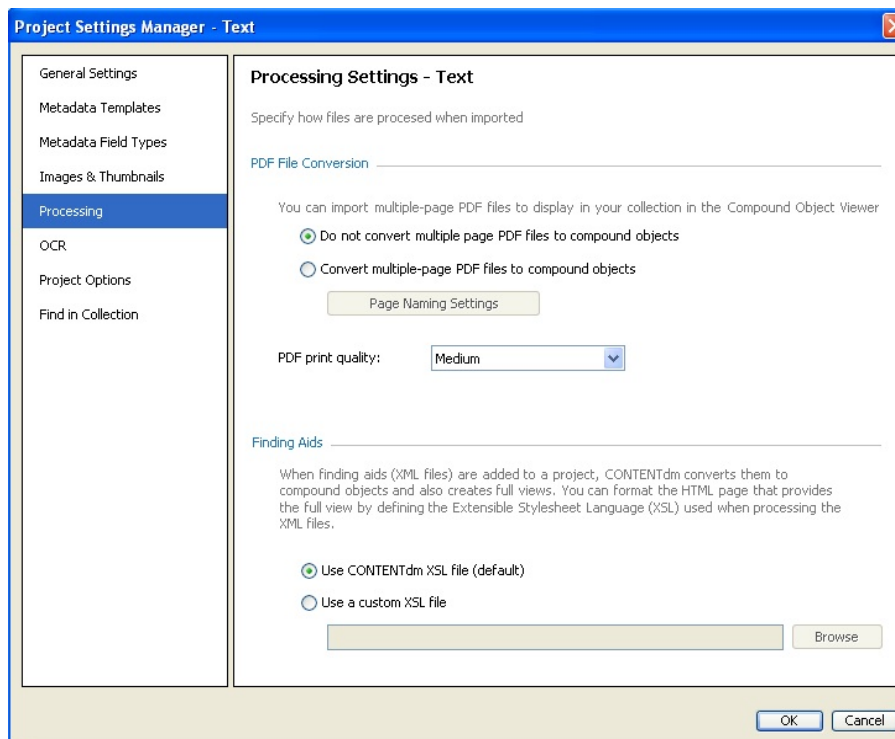 Project Settings Manager - Text
General Settings
Metadata Templates
Metadata Field Types
Images & Thumbnails
Processing
OCR
Project Options
Find in Collection
Processing Settings - Text
Specify how files are procesed when imported
PDF File Conversion
You can import multiple-page PDF files to display in your collection in the Compound Object Viewer
Do not convert multiple page PDF files to compound objects
Convert multiple-page PDF files to compound objects
Page Naming Settings
PDF print quality: Medium
Finding Aids
When finding aids (XML files) are added to a project, CONTENTdm converts them to
compound objects and also creates full views. You can format the HTML page that provides
the full view by defining the Extensible Stylesheet Language (XSL) used when processing the
XML files.
Use CONTENTdm XSL file (default)
Use a custom XSL file
Browse
OK Cancel